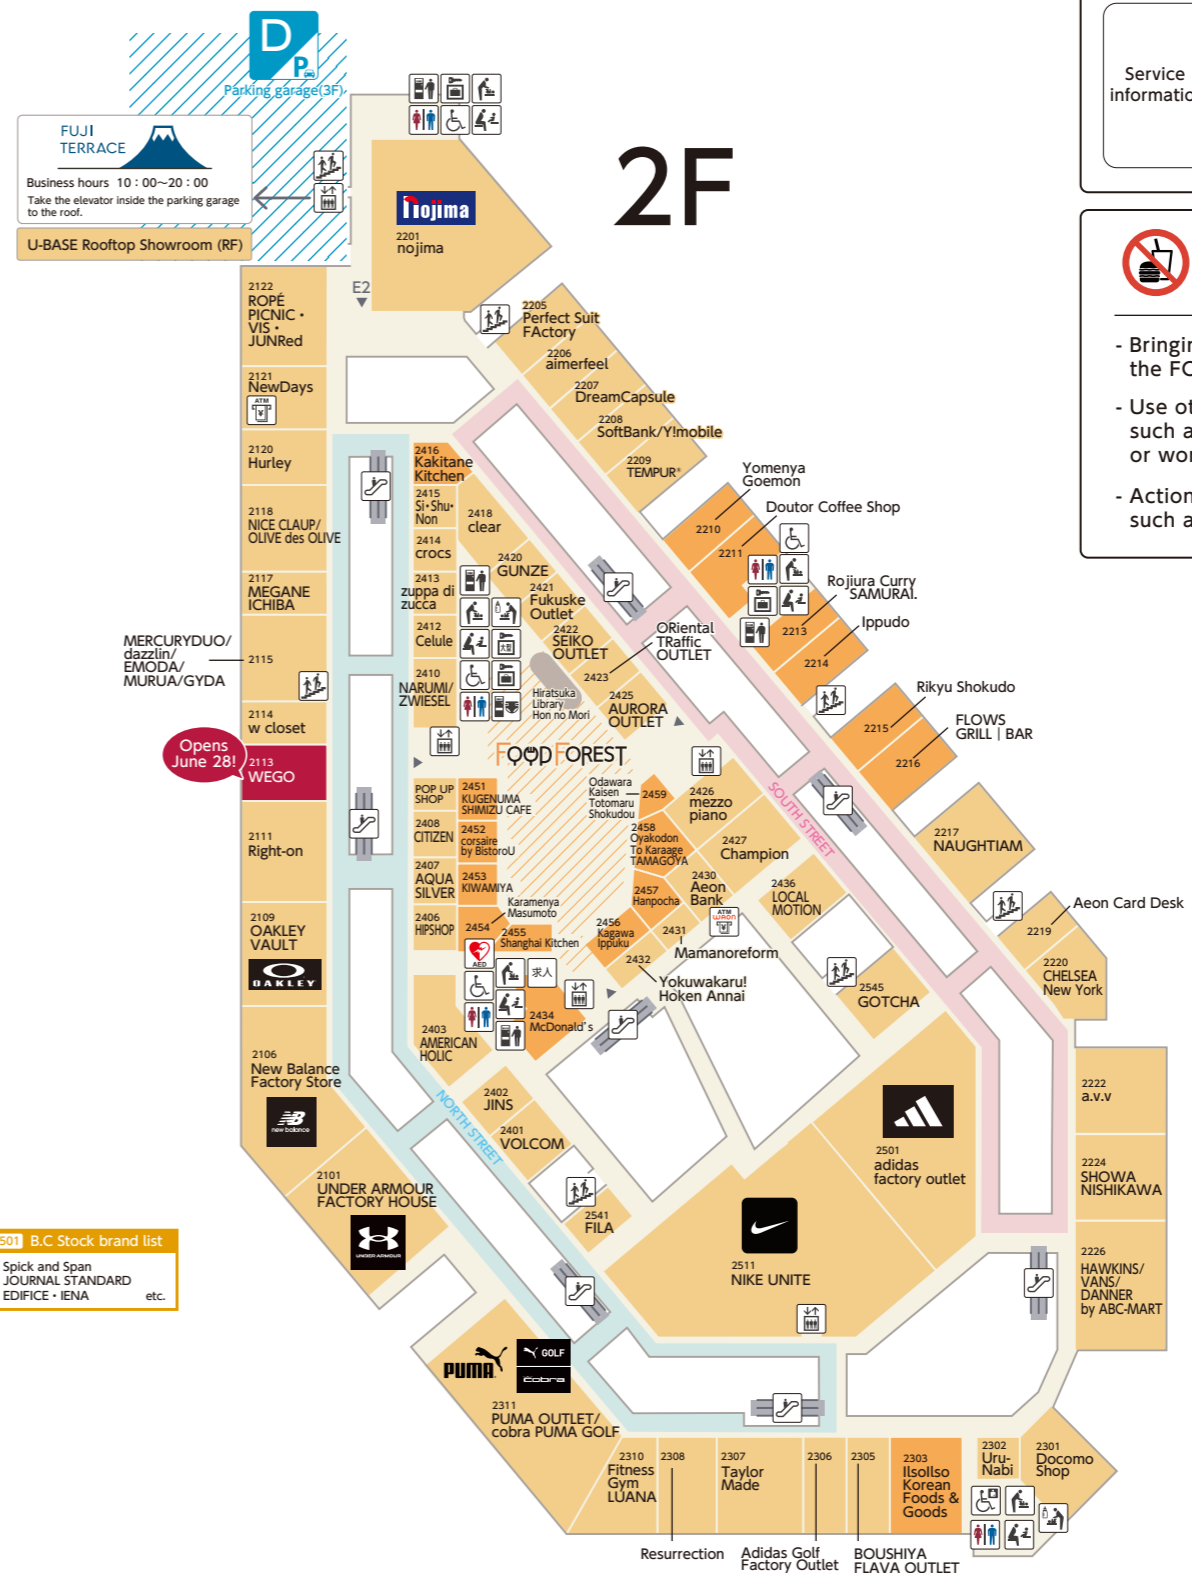 D
P
Parking garage(3F)
FUJI
TERRACE
Business hours 10：00～20：00
Take the elevator inside the parking garage
to the roof.
U-BASE Rooftop Showroom (RF)
2F
Service
nojima
2201
nojima
E2
2122
ROPÉ
PICNIC・
VIS・
JUNRed
2121
NewDays
ATM
¥
2120
Hurley
2118
NICE CLAUP/
OLIVE des OLIVE
2117
MEGANE
ICHIBA
MERCURYDUO/
dazzlin/
EMODA/
MURUA/GYDA
2115
2114
w closet
Opens
June 28!
2113
WEGO
2111
Right-on
2109
OAKLEY
VAULT
OAKLEY
2106
New Balance
Factory Store
new balance
2101
UNDER ARMOUR
FACTORY HOUSE
UNDER ARMOUR
B.C Stock brand list
Spick and Span
JOURNAL STANDARD
EDIFICE・IENA etc.
2205
Perfect Suit
FActory
2206
aimerfeel
2207
DreamCapsule
2208
SoftBank/Y!mobile
2209
TEMPUR®
Yomenya
Goemon
2210
Doutor Coffee Shop
2211
Rojiura Curry
SAMURAI.
2213
Ippudo
2214
Rikyu Shokudo
2215
FLOWS
GRILL | BAR
2216
2217
NAUGHTIAM
Aeon Card Desk
2219
2220
CHELSEA
New York
2222
a.v.v
2224
SHOWA
NISHIKAWA
2226
HAWKINS/
VANS/
DANNER
by ABC-MART
2416
Kakitane
Kitchen
2415
Si・Shu・
Non
2414
crocs
2413
zuppa di
zucca
2412
Celule
2410
NARUMI/
ZWIESEL
2418
clear
2420
GUNZE
2421
Fukuske
Outlet
2422
SEIKO
OUTLET
ORiental
TRaffic
OUTLET
2423
2425
AURORA
OUTLET
大型
Hiratsuka
Library
Hon no Mori
FOOD FOREST
POP UP
SHOP
2408
CITIZEN
2407
AQUA
SILVER
2406
HIPSHOP
2451
KUGENUMA
SHIMIZU CAFE
2452
corsaire
by BistoroU
2453
KIWAMIYA
Karamenya
Masumoto
2454
2455
Shanghai Kitchen
Odawara
Kaisen
Totomaru
Shokudou
2459
2458
Oyakodon
To Karaage
TAMAGOYA
2457
Hanpocha
2456
Kagawa
Ippuku
2426
mezzo
piano
2427
Champion
2430
Aeon
Bank
ATM
WAON
¥
2431
Mamanoreform
2432
Yokuwakaru!
Hoken Annai
2436
LOCAL
MOTION
SOUTH STREET
AED
求人
2434
McDonald's
2403
AMERICAN
HOLIC
2402
JINS
2401
VOLCOM
NORTH STREET
2545
GOTCHA
2541
FILA
2501
adidas
factory outlet
2511
NIKE UNITE
PUMA
GOLF
cobra
2311
PUMA OUTLET/
cobra PUMA GOLF
2310
Fitness
Gym
LUANA
2308
Resurrection
2307
Taylor
Made
2306
Adidas Golf
Factory Outlet
2305
BOUSHIYA
FLAVA OUTLET
2303
IlsoIlso
Korean
Foods &
Goods
2302
Uru-
Nabi
2301
Docomo
Shop
the
- Use
such
or
such